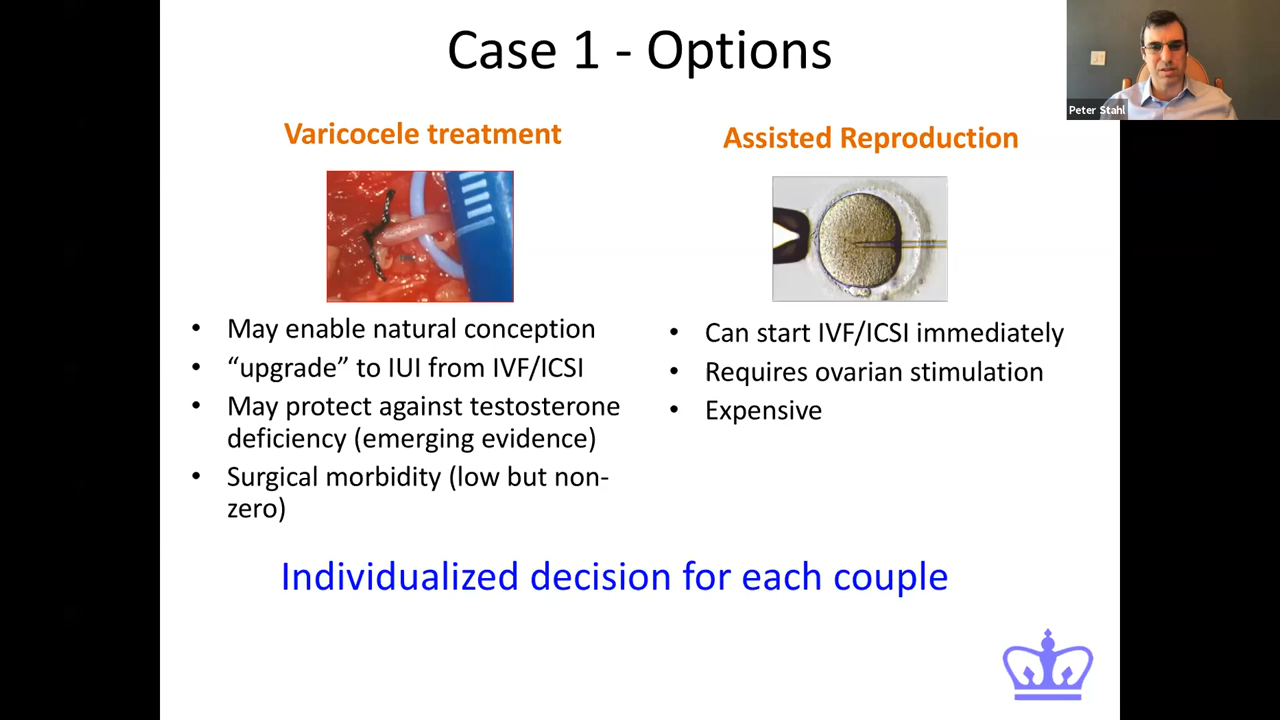 Case 1 - Options
Peter Stahl
Varicocele treatment
• May enable natural conception
• “upgrade” to IUI from IVF/ICSI
• May protect against testosterone
deficiency (emerging evidence)
• Surgical morbidity (low but non-
zero)
Assisted Reproduction
• Can start IVF/ICSI immediately
• Requires ovarian stimulation
• Expensive
Individualized decision for each couple